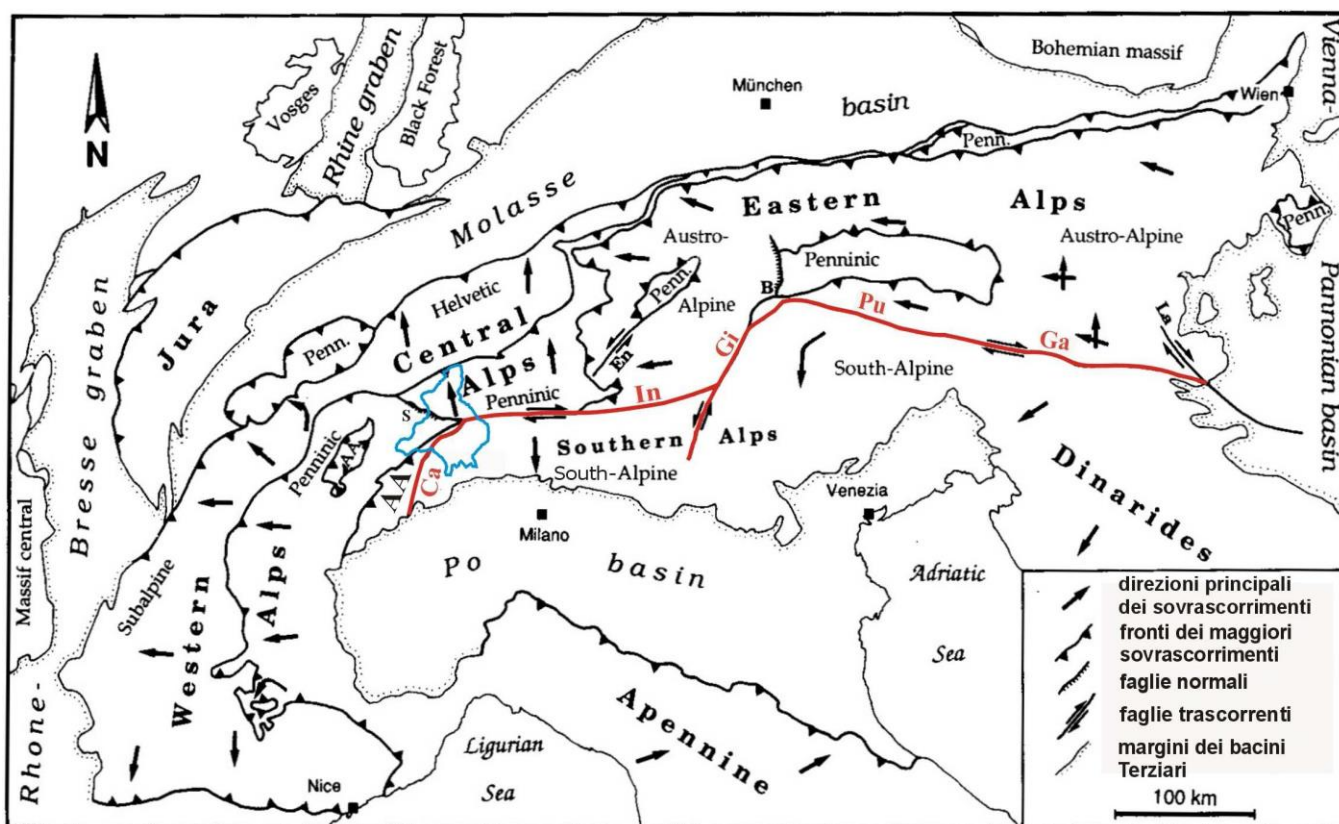 Bohemian massif
Vienna-
Pannonian basin
München
basin
Wien
Vosges
Rhine graben
Black Forest
N
Penn.
Molasse
Eastern
Alps
Austro-
Alpine
Austro-Alpine
Penn.
Penninic
Penn.
B
Pu
La
Jura
Helvetic
Central
Alps
Penn.
En
Gi
Ga
South-Alpine
Bresse graben
S
Penninic
In
Penninic
AA
AA
Ca
Southern Alps
South-Alpine
Dinarides
Massif central
Milano
Venezia
Subalpine
Western
Alps
Po basin
Adriatic
Sea
Rhone-
Apennine
Ligurian
Sea
Nice
direzioni principali
dei sovrascorrimenti
fronti dei maggiori
sovrascorrimenti
faglie normali
faglie trascorrenti
margini dei bacini
Terziari
100 km